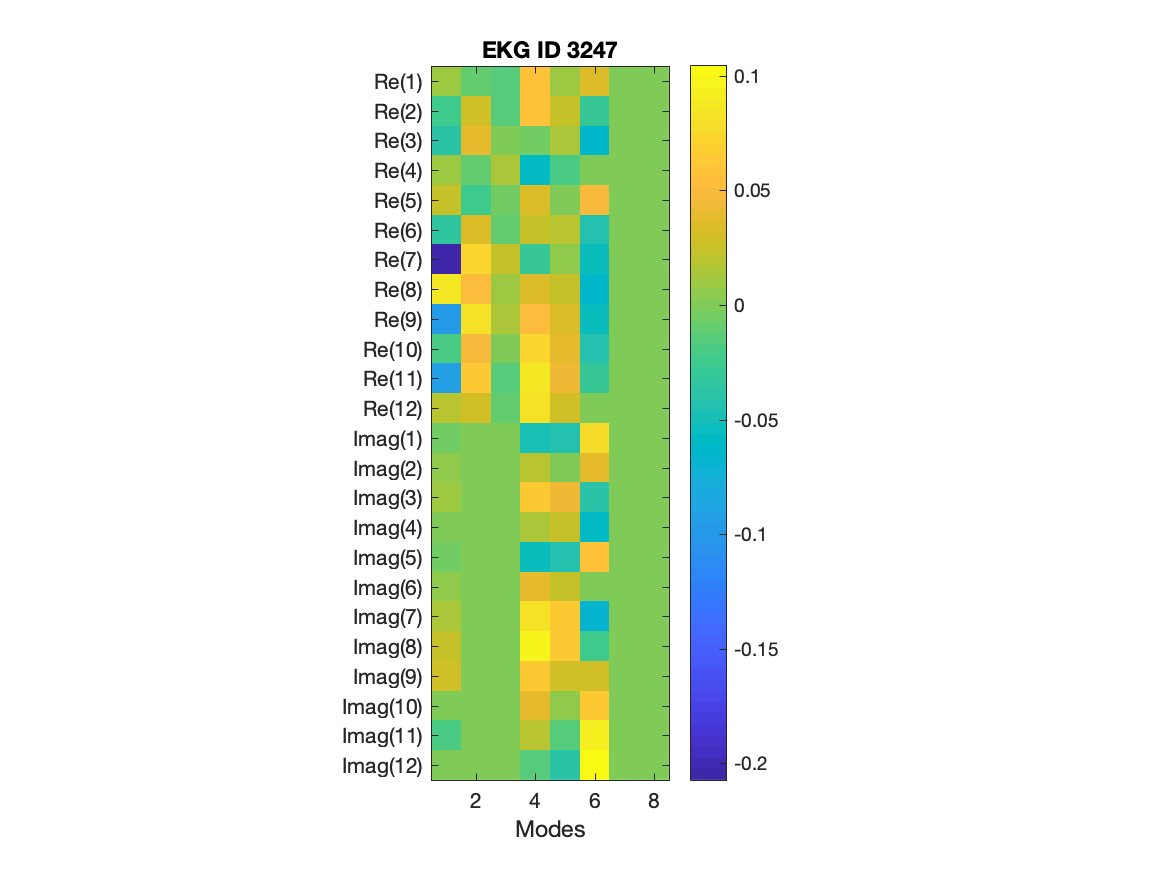 EKG ID 3247
Re(1)
Re(2)
Re(3)
Re(4)
Re(5)
Re(6)
Re(7)
Re(8)
Re(9)
Re(10)
Re(11)
Re(12)
Imag(1)
Imag(2)
Imag(3)
Imag(4)
Imag(5)
Imag(6)
Imag(7)
Imag(8)
Imag(9)
Imag(10)
Imag(11)
Imag(12)
2 4 6 8
Modes
0.1
0.05
0
-0.05
-0.1
-0.15
-0.2